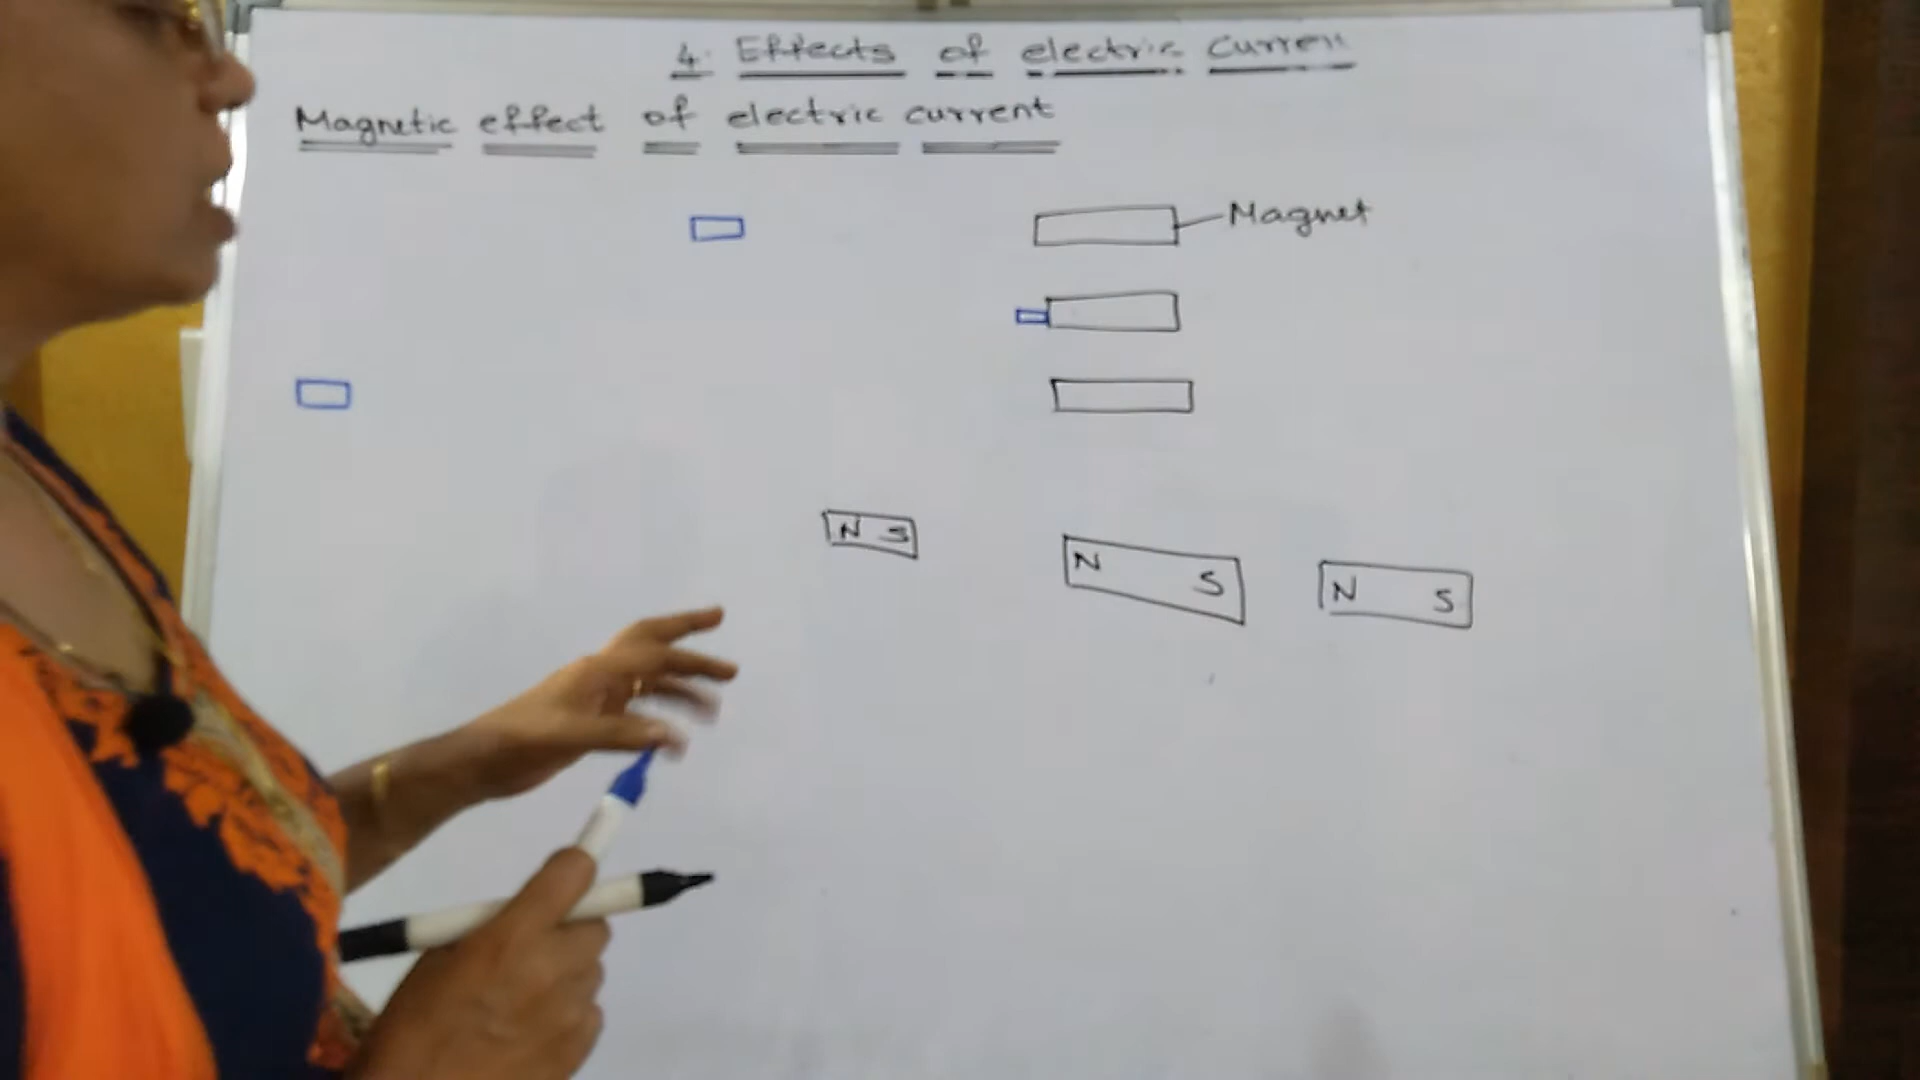 4. Effects of electric current
Magnetic effect of electric current
Magnet
N S
N S
N S